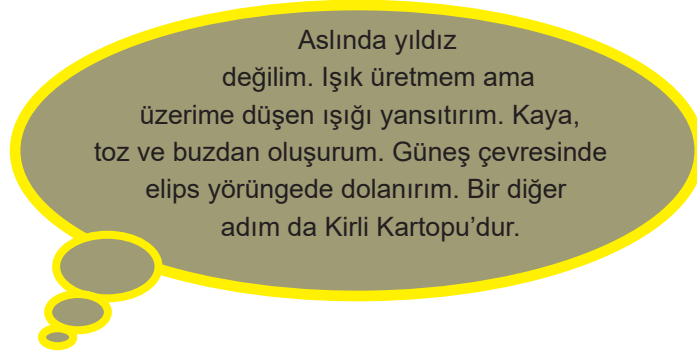 Aslında yıldız
değilim. Işık üretmem ama
üzerime düşen ışığı yansıtırım. Kaya,
toz ve buzdan oluşurum. Güneş çevresinde
elips yörüngede dolanırım. Bir diğer
adım da Kirli Kartopu’dur.